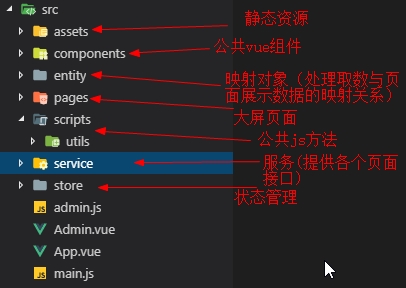 src
assets
静态资源
components
公共vue组件
entity
映射对象（处理取数与页
面展示数据的映射关系）
pages
大屏页面
scripts
utils
公共js方法
service
服务(提供各个页面
接口)
store
状态管理
JS admin.js
Admin.vue
App.vue
JS main.js